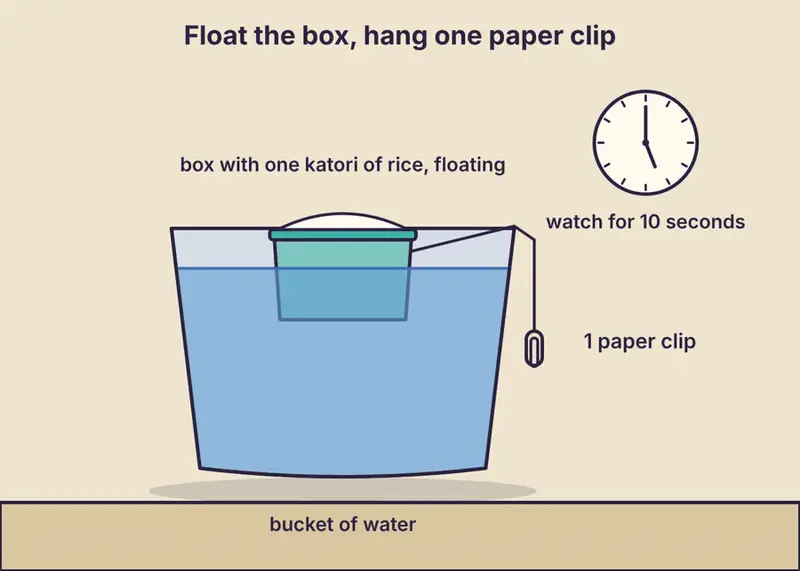 Float the box, hang one paper clip
box with one katori of rice, floating
watch for 10 seconds
1 paper clip
bucket of water